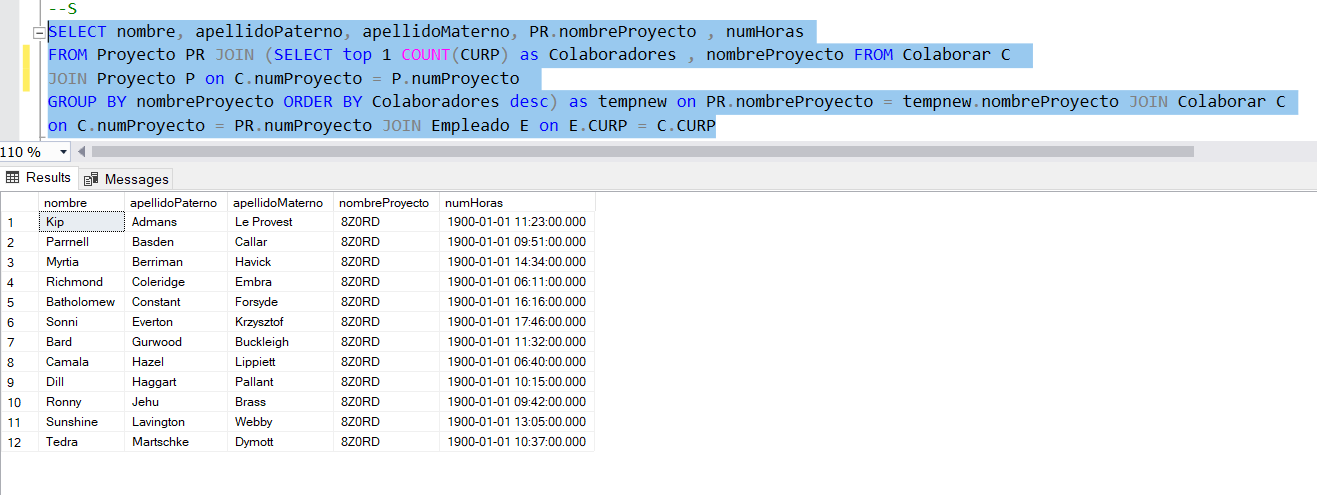 --S
SELECT nombre, apellidoPaterno, apellidoMaterno, PR.nombreProyecto , numHoras
FROM Proyecto PR JOIN (SELECT top 1 COUNT(CURP) as Colaboradores , nombreProyecto FROM Colaborar C
JOIN Proyecto P on C.numProyecto = P.numProyecto
GROUP BY nombreProyecto ORDER BY Colaboradores desc) as tempnew on PR.nombreProyecto = tempnew.nombreProyecto JOIN Colaborar C
on C.numProyecto = PR.numProyecto JOIN Empleado E on E.CURP = C.CURP
110 %
Results Messages
nombre apellidoPaterno apellidoMaterno nombreProyecto numHoras
1 Kip Admans Le Provest 8Z0RD 1900-01-01 11:23:00.000
2 Parrnell Basden Callar 8Z0RD 1900-01-01 09:51:00.000
3 Myrtia Berriman Havick 8Z0RD 1900-01-01 14:34:00.000
4 Richmond Coleridge Embra 8Z0RD 1900-01-01 06:11:00.000
5 Batholomew Constant Forsyde 8Z0RD 1900-01-01 16:16:00.000
6 Sonni Everton Krzysztof 8Z0RD 1900-01-01 17:46:00.000
7 Bard Gurwood Buckleigh 8Z0RD 1900-01-01 11:32:00.000
8 Camala Hazel Lippiett 8Z0RD 1900-01-01 06:40:00.000
9 Dill Haggart Pallant 8Z0RD 1900-01-01 10:15:00.000
10 Ronny Jehu Brass 8Z0RD 1900-01-01 09:42:00.000
11 Sunshine Lavington Webby 8Z0RD 1900-01-01 13:05:00.000
12 Tedra Martschke Dymott 8Z0RD 1900-01-01 10:37:00.000